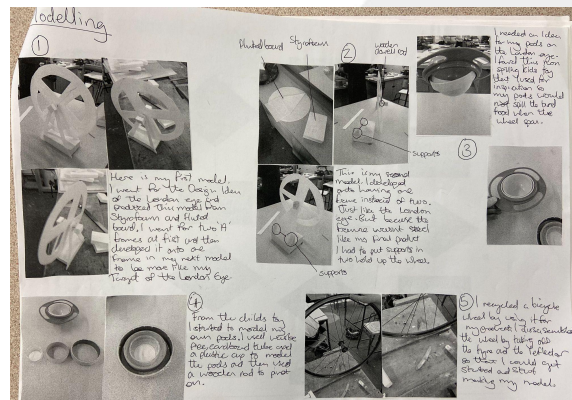 Modelling
①
Fluted board
Styrofoam
②
wooden
dowell rod
supports
I needed an Idea
for my pods on
the London eye.
I found this non
spilling kids toy
that I used for
inspiration so
my pods would
not spill the bird
food when the
wheel spins.
③
Here is my first model.
I went for the Design Idea
of the London eye and
produced this model from
Styrofoam and fluted
board, I went for two 'A'
frames at first and then
developed it onto one
frame in my next model
to be more like my
Target of the London Eye
This is my second
model. I developed
onto having one
frame instead of two.
Just like the London
eye. But because the
frame wasnt steel
like my final product
I had to put supports in
two hold up the wheel.
supports
④
From the childs toy
I started to model my
own pods. I used
a cardboard tube and
a plastic cup to model
the pods and then used
a wooden rod to pivot
on.
⑤
I recycled a bicycle
wheel by using it for
my product. I dissasembled
the wheel by taking off
the tyre and the reflector
so that I could get
started and start
making my model.